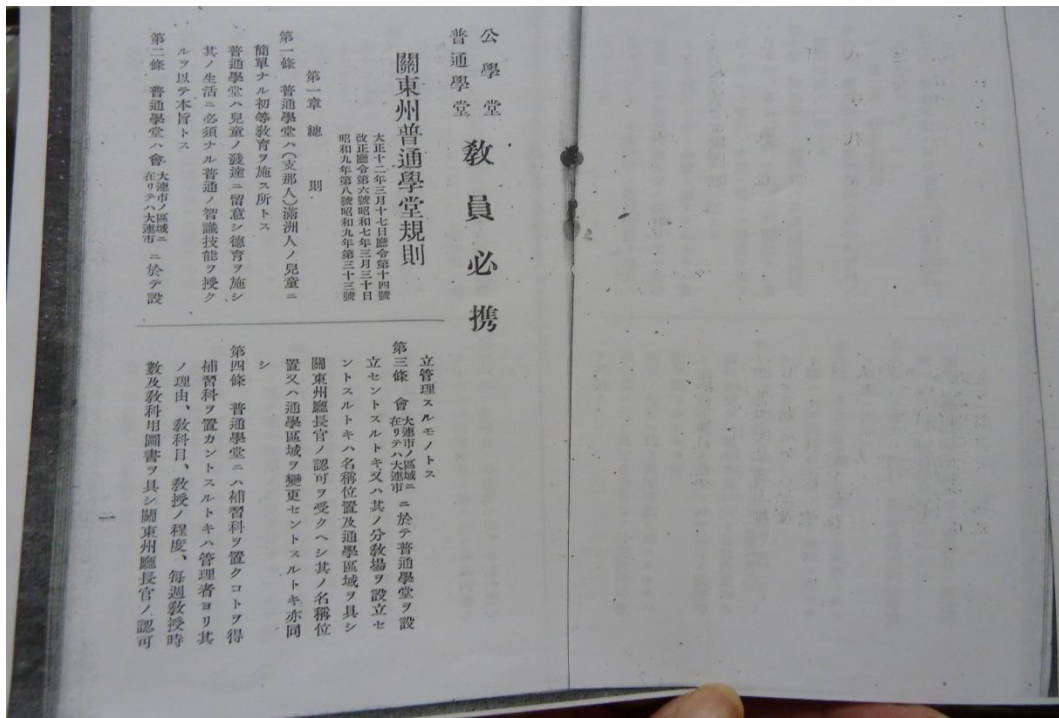 公學堂
普通學堂
教員必携
關東州普通學堂規則
大正十二年三月十七日廳令第十四號
改正廳令第六號昭和七年三月三十日
昭和九年第八號昭和九年第三十三號
第一章 總則
第一條 普通學堂ハ(支那人)滿洲人ノ兒童ニ
簡單ナル初等教育ヲ施ス所トス
普通學堂ハ兒童ノ發達ニ留意シ德育ヲ施シ
其ノ生活ニ必須ナル普通ノ智識技能ヲ授ク
ルヲ以テ本旨トス
第二條 普通學堂ハ會 大連市ノ區域ニ在リテハ大連市 ニ於テ設
立管理スルモノトス
第三條 會 大連市ノ區域ニ在リテハ大連市 ニ於テ普通學堂ヲ設
立セントスルトキ又ハ其ノ分教場ヲ設立セ
ントスルトキハ名稱位置及通學區域ヲ具シ
關東州廳長官ノ認可ヲ受クヘシ其ノ名稱位
置又ハ通學區域ヲ變更セントスルトキ亦同
シ
第四條 普通學堂ニハ補習科ヲ置クコトヲ得
補習科ヲ置カントスルトキハ管理者ヨリ其
ノ理由、教科目、教授ノ程度、每週教授時
數及教科用圖書ヲ具シ關東州廳長官ノ認可
一